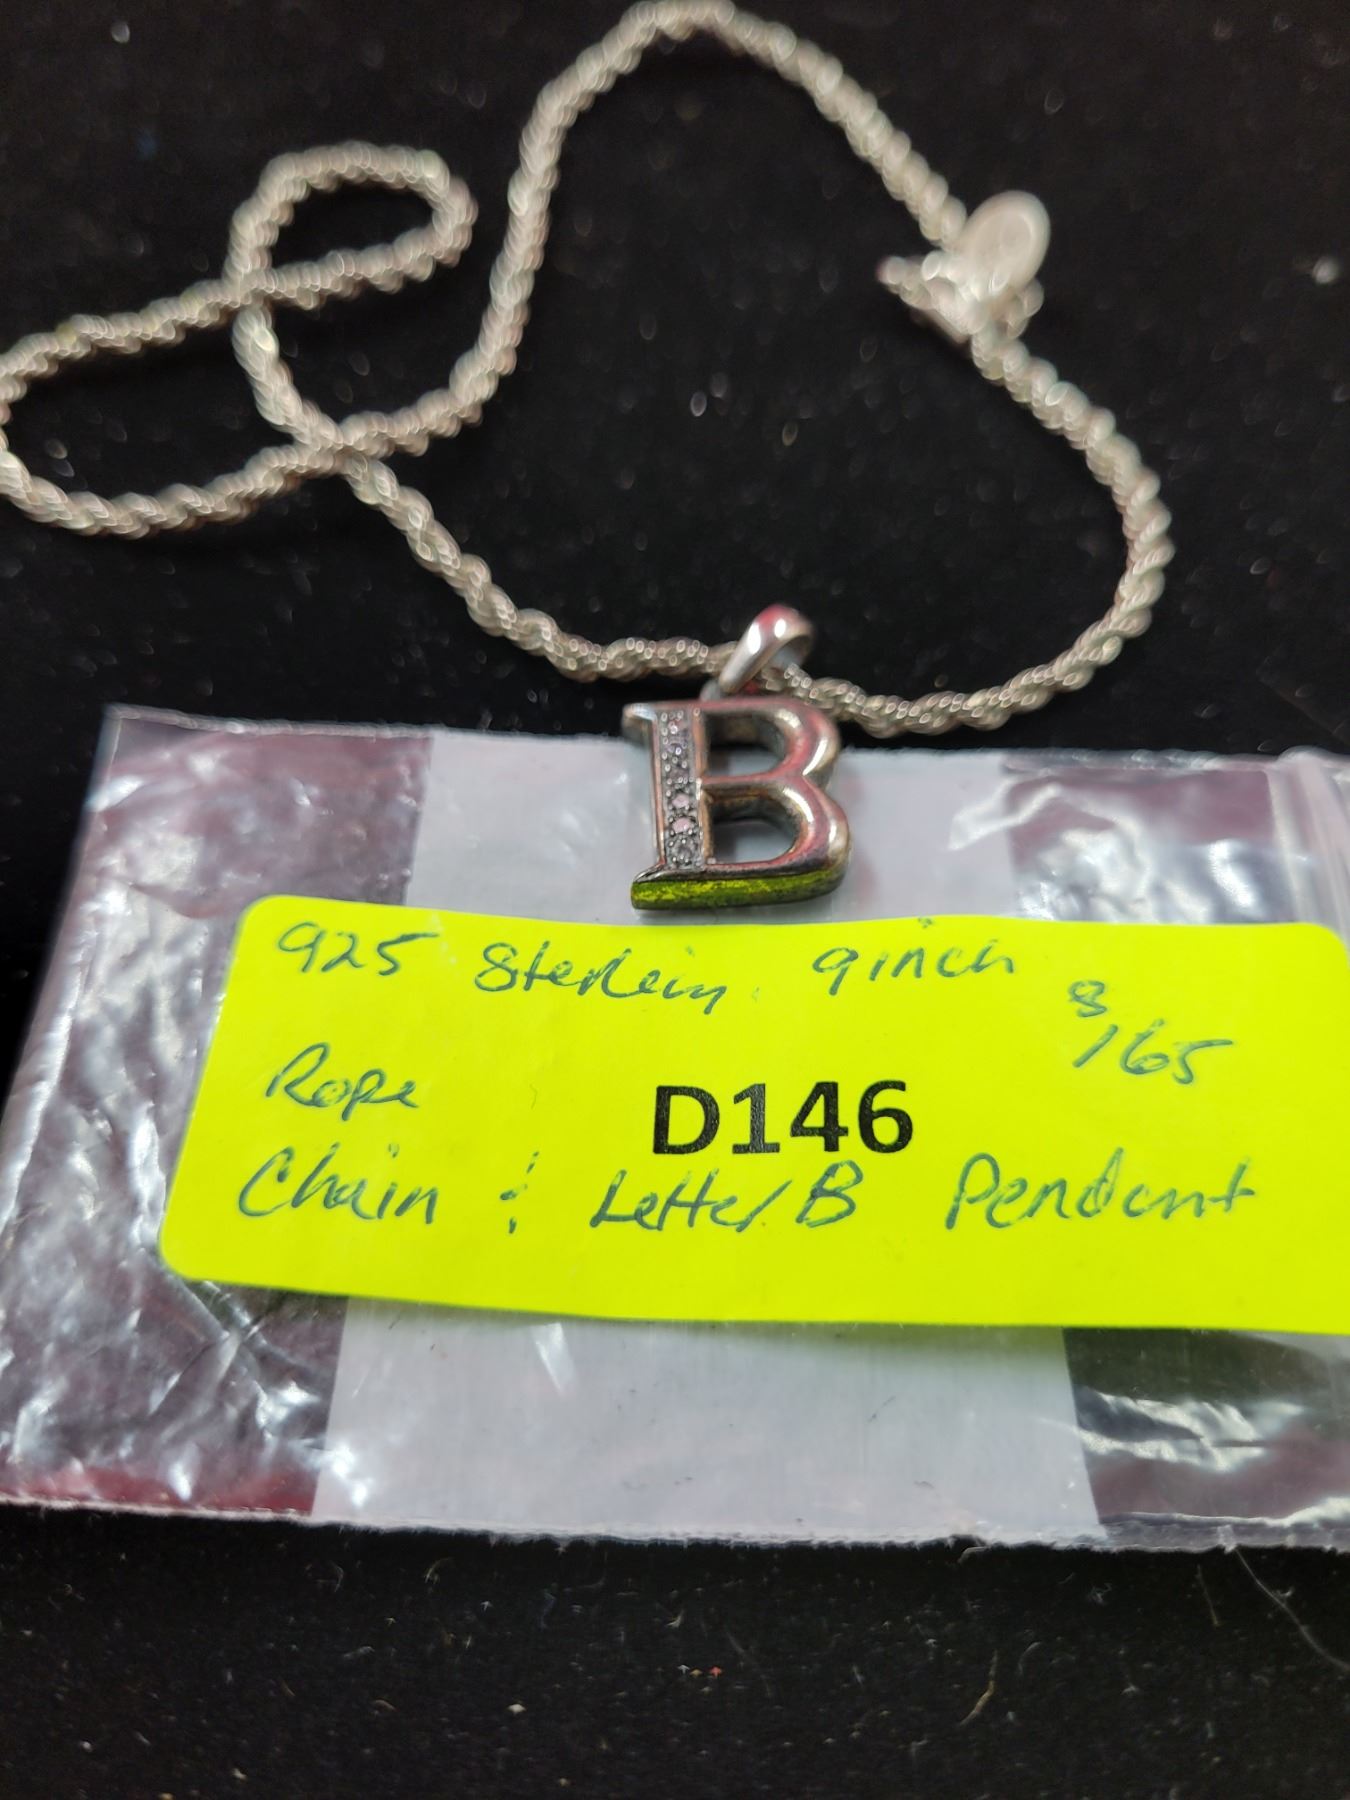 925 Sterlein. 9inch
8/165
Rope
D146
Chain & Letter B Pendant
B